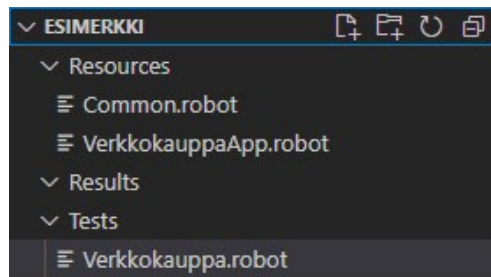 ESIMERKKI
Resources
Common.robot
VerkkokauppaApp.robot
Results
Tests
Verkkokauppa.robot